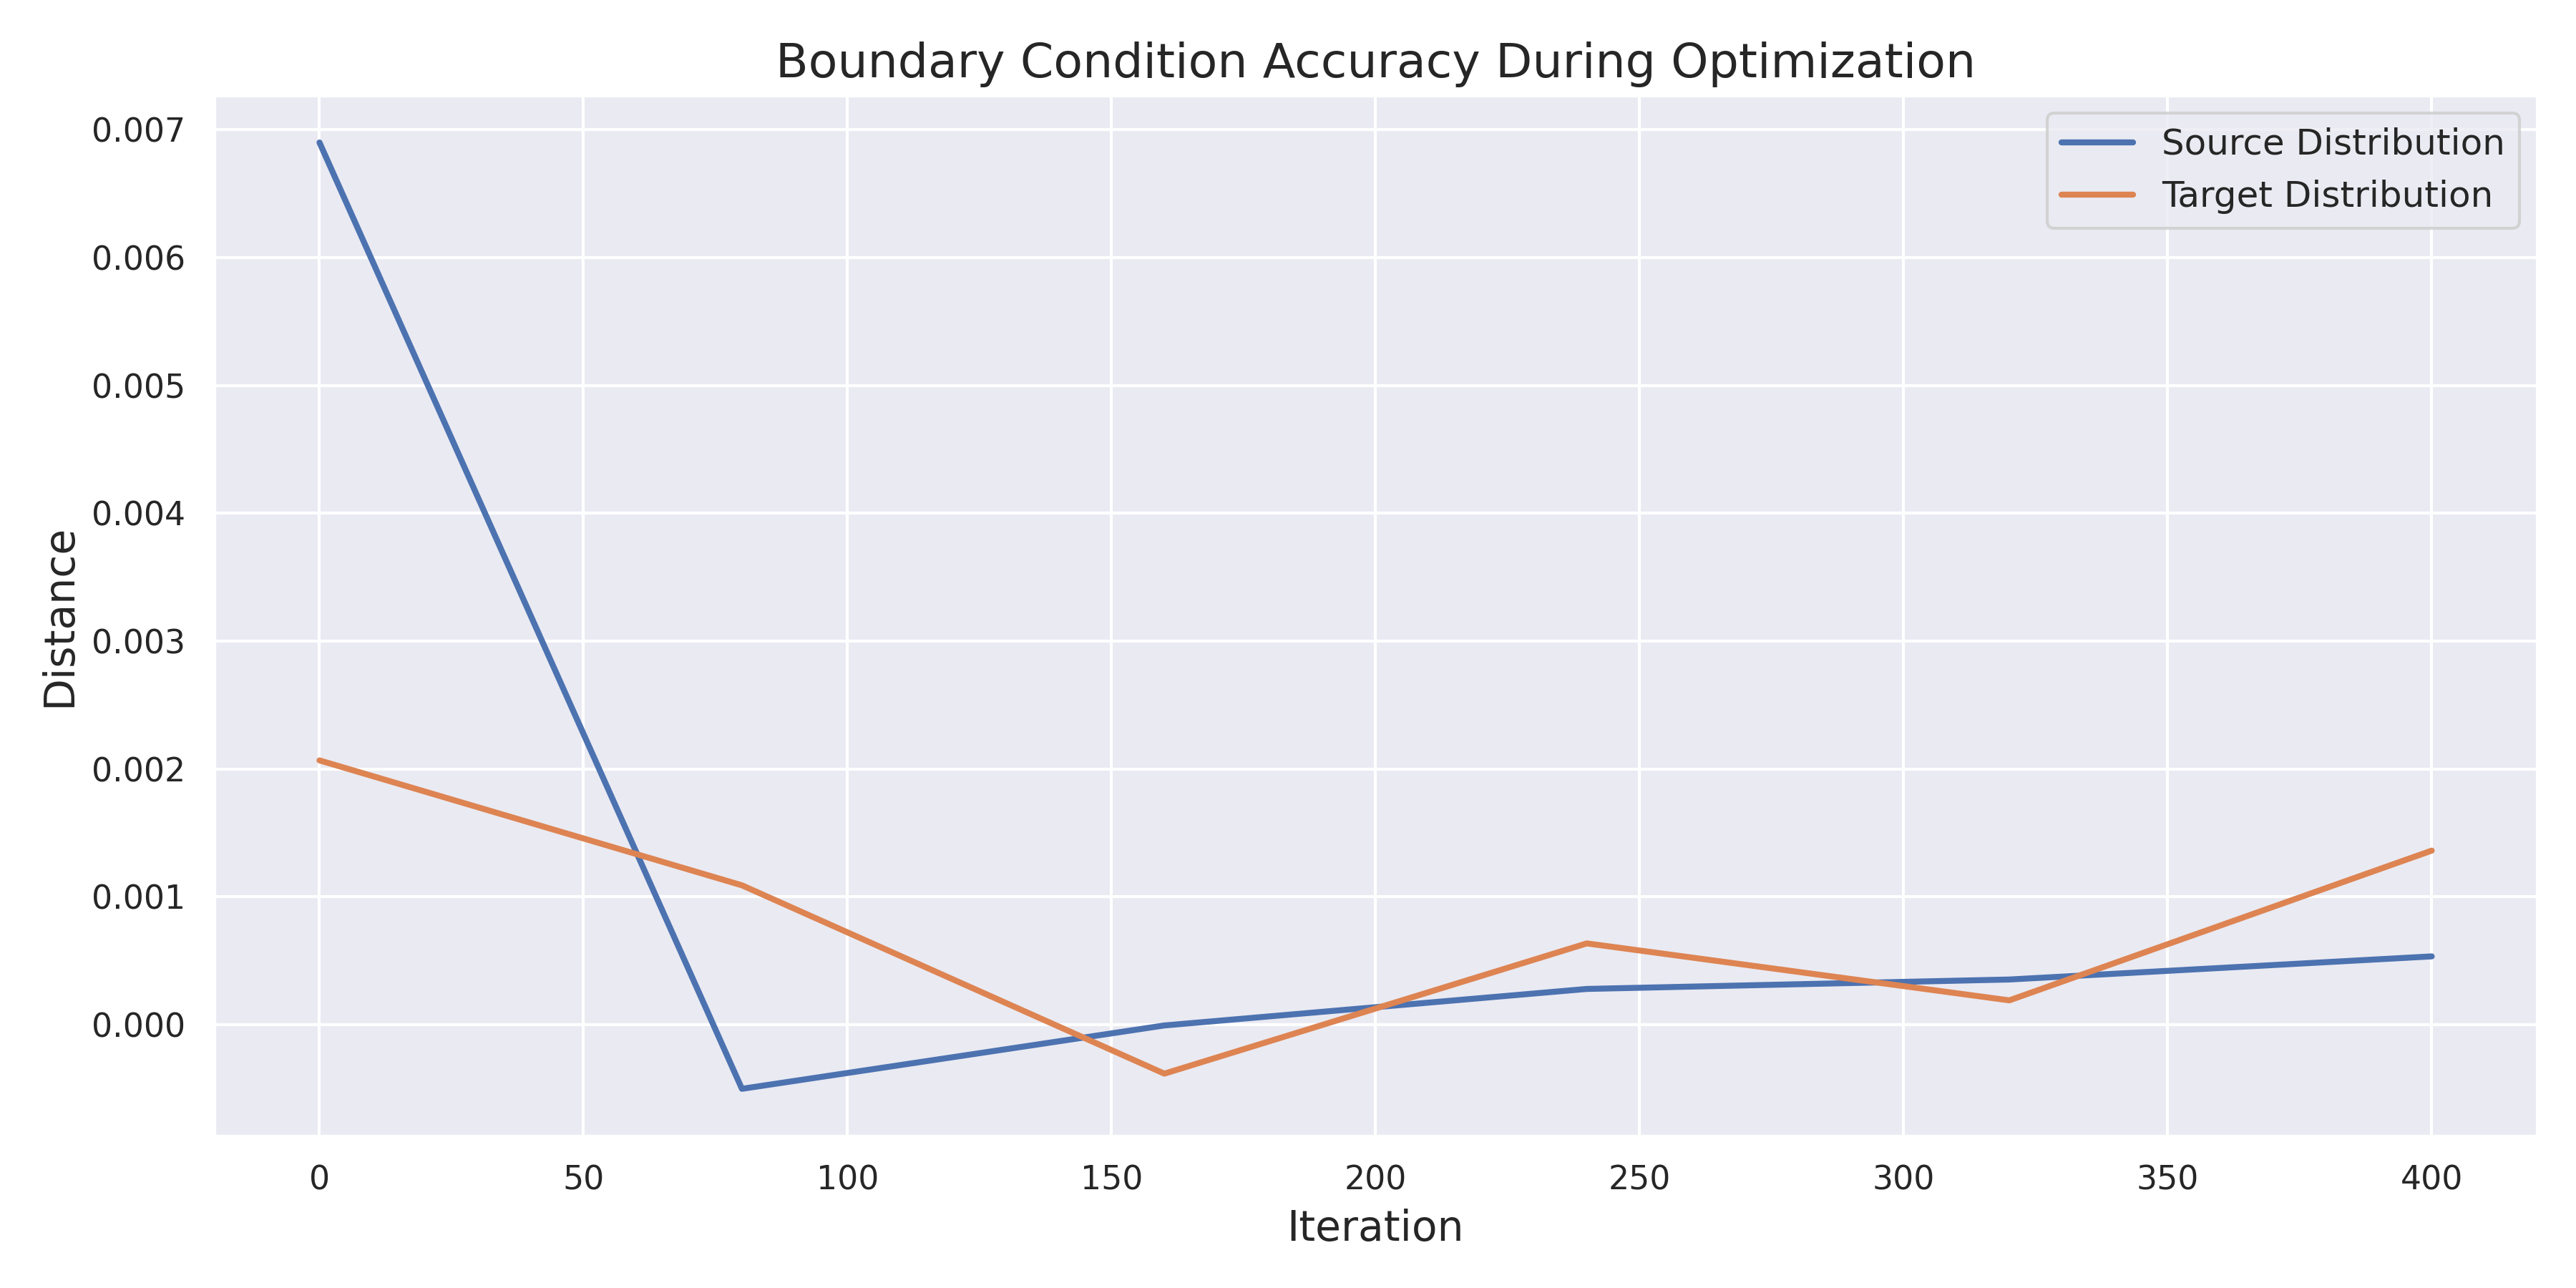 Boundary Condition Accuracy During Optimization
Source Distribution
Target Distribution
0.007
0.006
0.005
0.004
0.003
0.002
0.001
0.000
Distance
0 50 100 150 200 250 300 350 400
Iteration